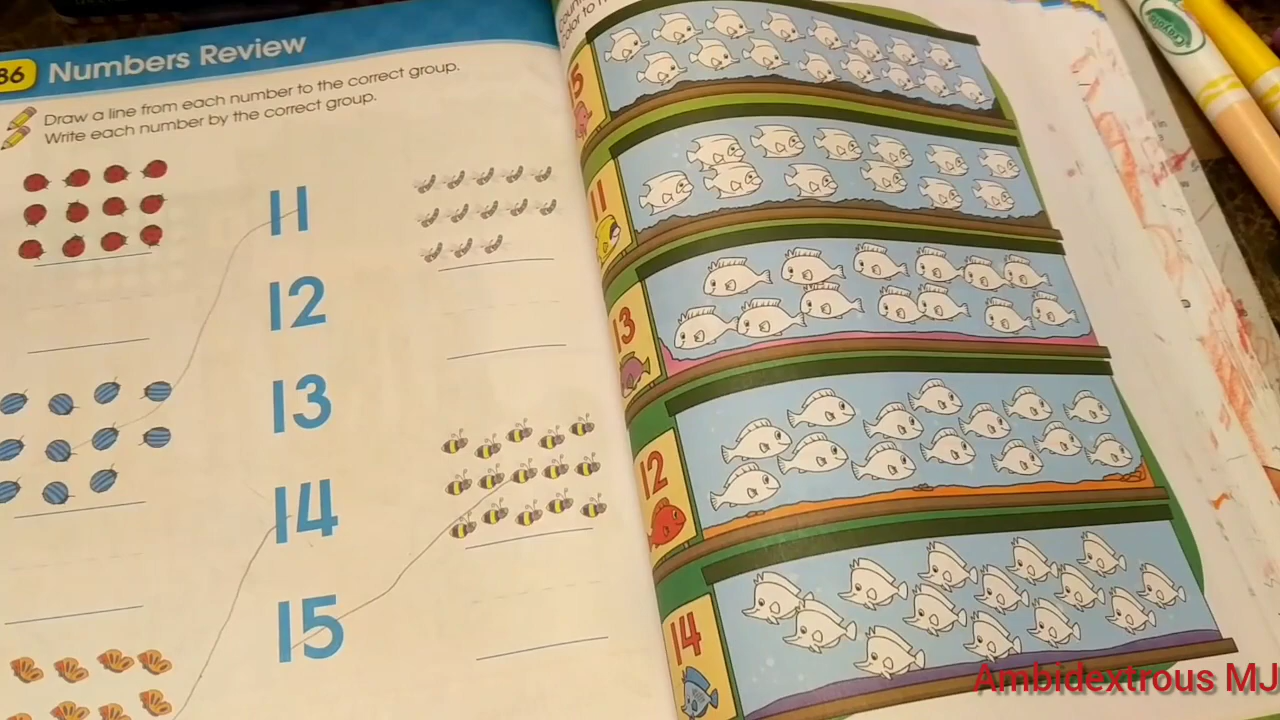 86 Numbers Review
Draw a line from each number to the correct group.
Write each number by the correct group.
11
12
13
14
15
15
11
13
12
14
Crayola
Ambidextrous MJ